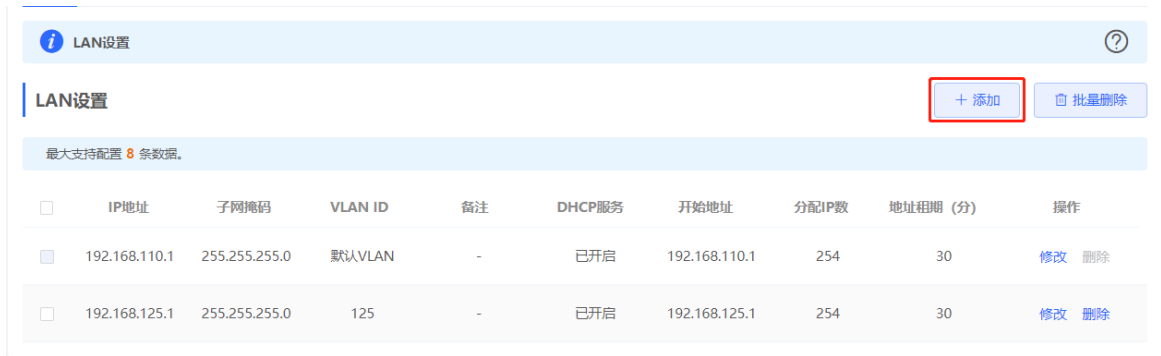 LAN设置
LAN设置
添加 批量删除
最大支持配置 8 条数据。
IP地址 子网掩码 VLAN ID 备注 DHCP服务 开始地址 分配IP数 地址租期（分） 操作
192.168.110.1 255.255.255.0 默认VLAN - 已开启 192.168.110.1 254 30 修改 删除
192.168.125.1 255.255.255.0 125 - 已开启 192.168.125.1 254 30 修改 删除